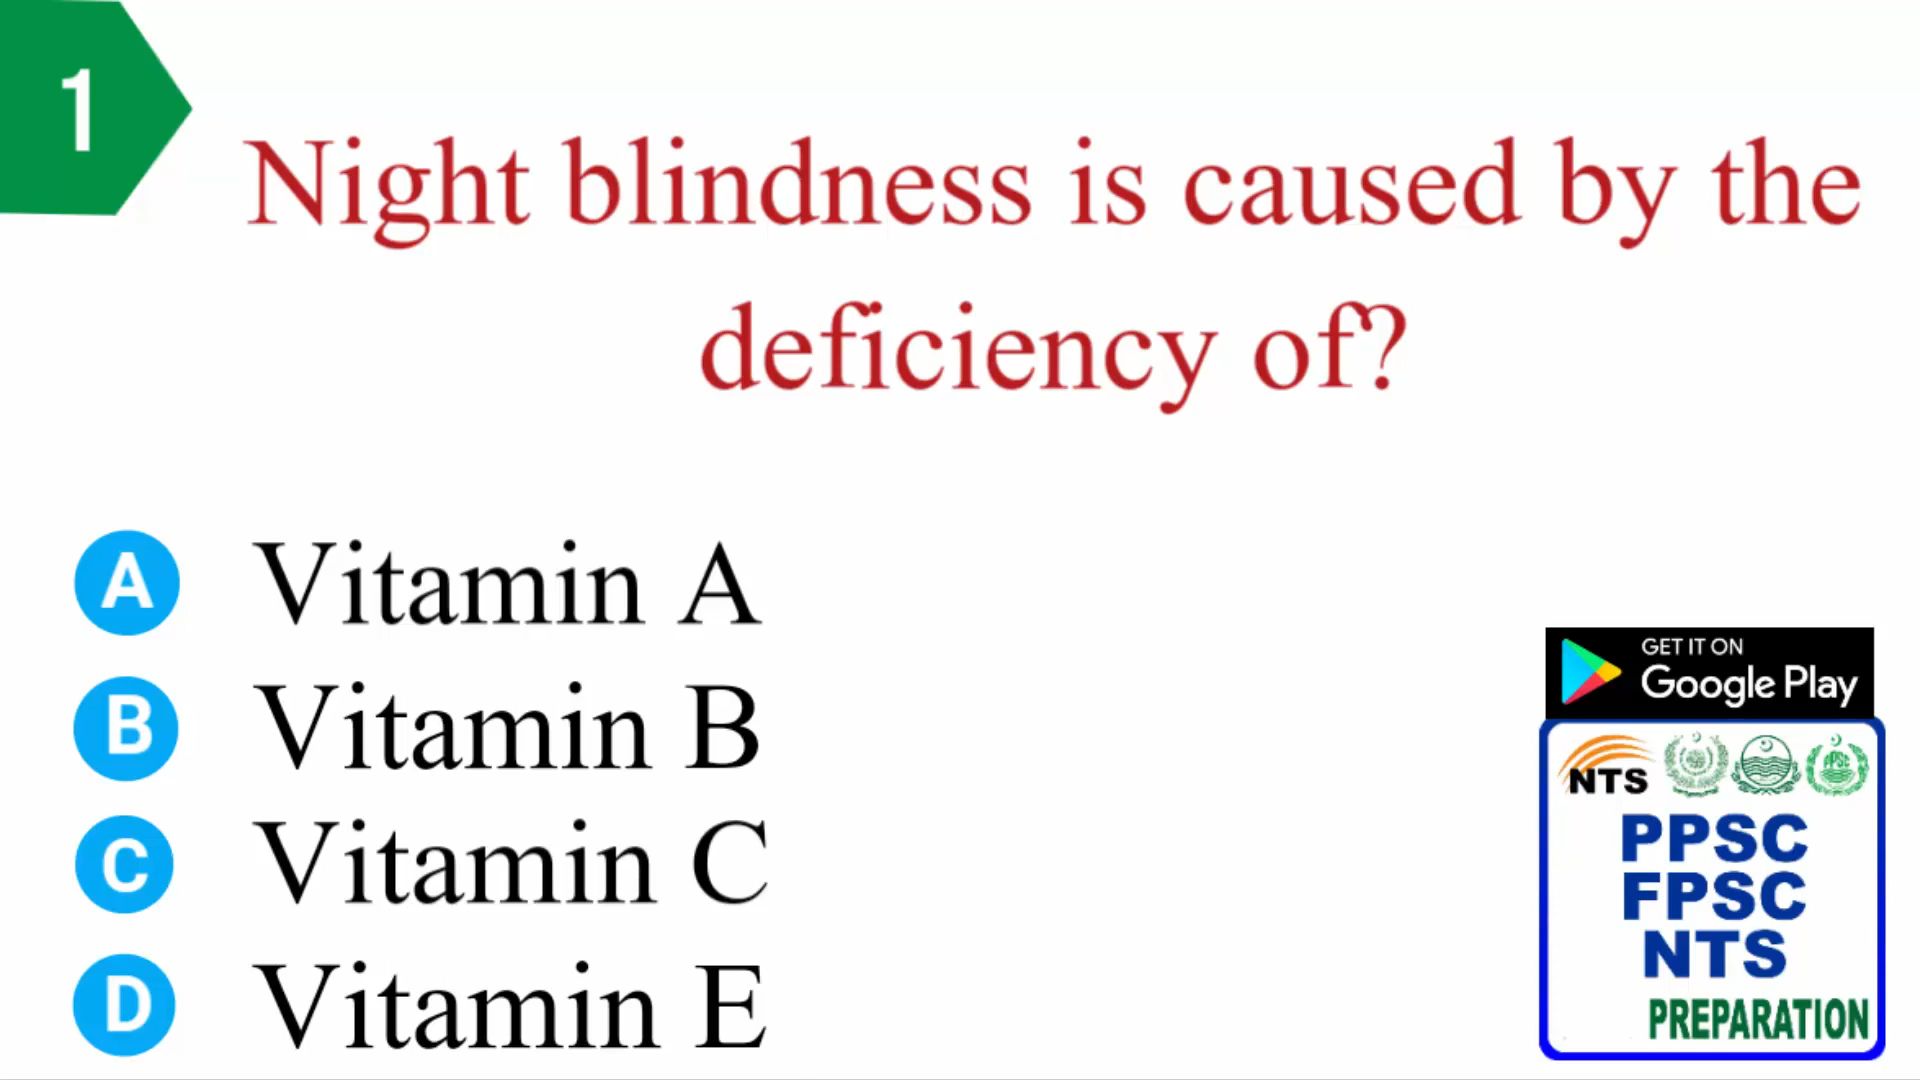 1
Night blindness is caused by the
deficiency of?
A Vitamin A
B Vitamin B
C Vitamin C
D Vitamin E
GET IT ON
Google Play
NTS PPSC
PPSC
FPSC
NTS
PREPARATION